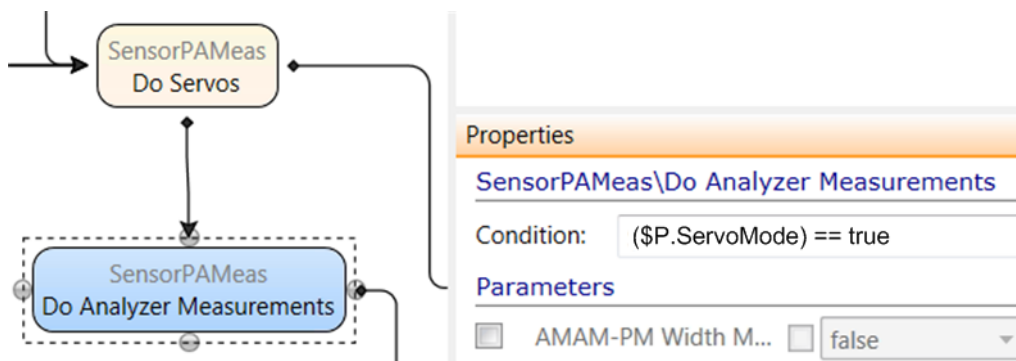 SensorPAMeas
Do Servos
SensorPAMeas
Do Analyzer Measurements
Properties
SensorPAMeas\Do Analyzer Measurements
Condition: ($P.ServoMode) == true
Parameters
AMAM-PM Width M... false